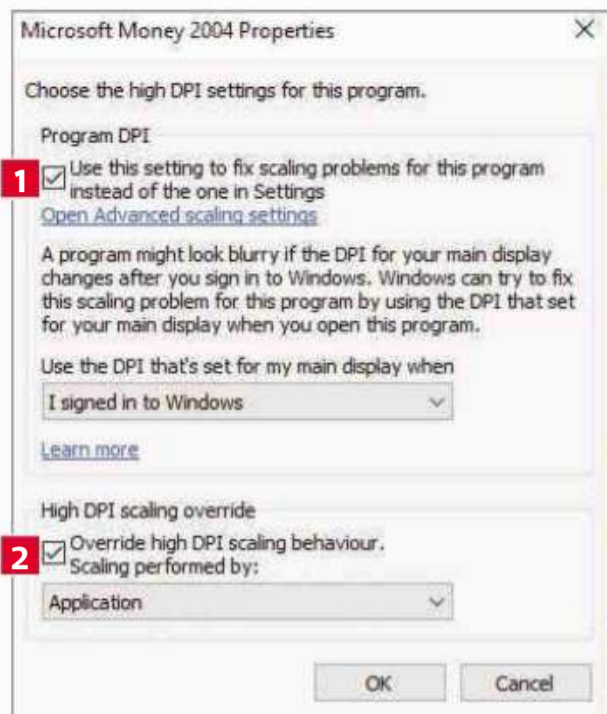 Microsoft Money 2004 Properties
Choose the high DPI settings for this program.
Program DPI
1
Use this setting to fix scaling problems for this program
instead of the one in Settings
Open Advanced scaling settings
A program might look blurry if the DPI for your main display
changes after you sign in to Windows. Windows can try to fix
this scaling problem for this program by using the DPI that set
for your main display when you open this program.
Use the DPI that's set for my main display when
I signed in to Windows
Learn more
High DPI scaling override
2
Override high DPI scaling behaviour.
Scaling performed by:
Application
OK
Cancel